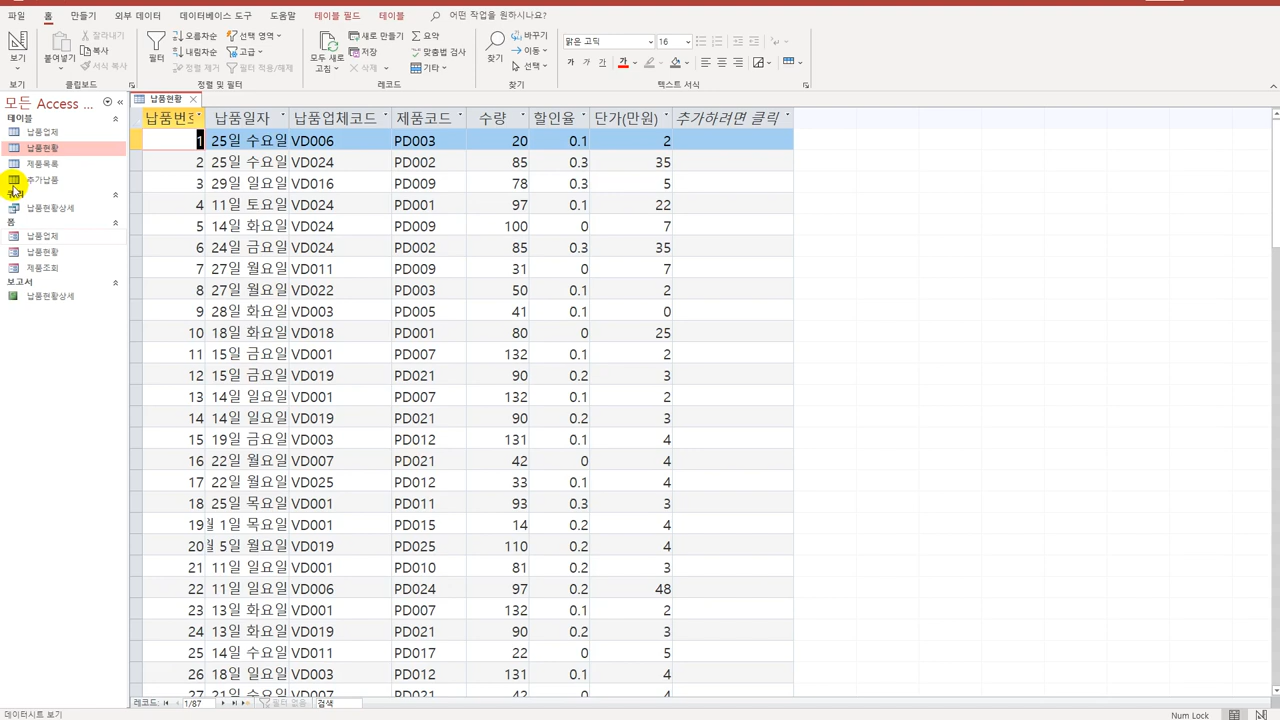 파일 홈 만들기 외부 데이터 데이터베이스 도구 도움말 테이블 필드 테이블 어떤 작업을 원하시나요?
보기 붙여넣기 잘라내기 복사 서식 복사 필터 오름차순 내림차순 정렬 제거 선택 영역 고급 필터 적용/해제 모두 새로 고침 새로 만들기 저장 삭제 요약 맞춤법 검사 기타 찾기 바꾸기 이동 선택 맑은 고딕 16
보기 클립보드 정렬 및 필터 레코드 찾기 텍스트 서식
모든 Access ...
테이블
납품업체
납품현황
제품목록
추가납품
쿼리
납품현황상세
폼
납품업체
납품현황
제품조회
보고서
납품현황상세
납품현황
납품번호 납품일자 납품업체코드 제품코드 수량 할인율 단가(만원) 추가하려면 클릭
1 25일 수요일 VD006 PD003 20 0.1 2
2 25일 수요일 VD024 PD002 85 0.3 35
3 29일 일요일 VD016 PD009 78 0.3 5
4 11일 토요일 VD024 PD001 97 0.1 22
5 14일 화요일 VD024 PD009 100 0 7
6 24일 금요일 VD024 PD002 85 0.3 35
7 27일 월요일 VD011 PD009 31 0 7
8 27일 월요일 VD022 PD003 50 0.1 2
9 28일 화요일 VD003 PD005 41 0.1 0
10 18일 화요일 VD018 PD001 80 0 25
11 15일 금요일 VD001 PD007 132 0.1 2
12 15일 금요일 VD019 PD021 90 0.2 3
13 14일 일요일 VD001 PD007 132 0.1 2
14 14일 일요일 VD019 PD021 90 0.2 3
15 19일 금요일 VD003 PD012 131 0.1 4
16 22일 월요일 VD007 PD021 42 0 4
17 22일 월요일 VD025 PD012 33 0.1 4
18 25일 목요일 VD001 PD011 93 0.3 3
19 월 1일 목요일 VD001 PD015 14 0.2 4
20 월 5일 월요일 VD019 PD025 110 0.2 4
21 11일 일요일 VD001 PD010 81 0.2 3
22 11일 일요일 VD006 PD024 97 0.2 48
23 13일 화요일 VD001 PD007 132 0.1 2
24 13일 화요일 VD019 PD021 90 0.2 3
25 14일 수요일 VD011 PD017 22 0 5
26 18일 일요일 VD003 PD012 131 0.1 4
27 21일 수요일 VD007 PD021 42 0 4
레코드: 1/87 필터 없음 검색
데이터시트 보기 Num Lock